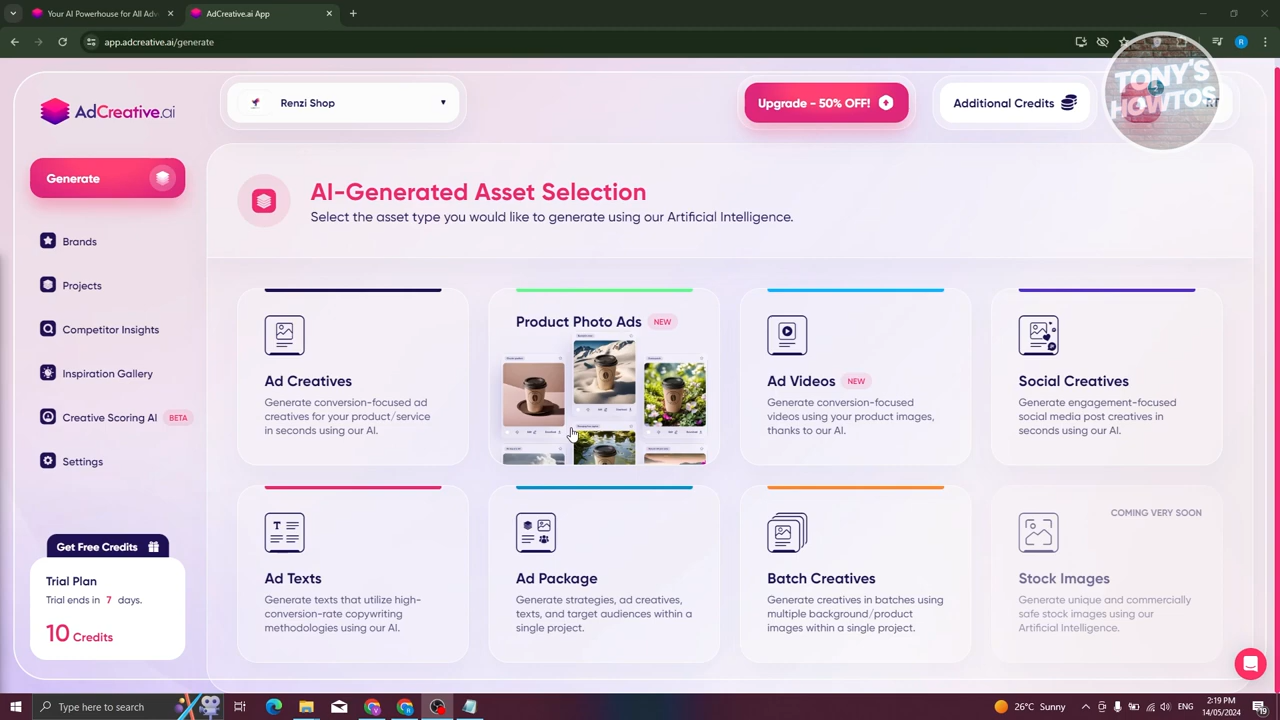 Your AI Powerhouse for All Adv
AdCreative.ai App
app.adcreative.ai/generate
AdCreative.ai
Renzi Shop
Upgrade - 50% OFF!
Additional Credits
TONY'S
HOWTOS
Generate
Brands
Projects
Competitor Insights
Inspiration Gallery
Creative Scoring AI BETA
Settings
Get Free Credits
Trial Plan
Trial ends in 7 days.
10 Credits
AI-Generated Asset Selection
Select the asset type you would like to generate using our Artificial Intelligence.
Ad Creatives
Generate conversion-focused ad
creatives for your product/service
in seconds using our AI.
Product Photo Ads NEW
Ad Videos NEW
Generate conversion-focused
videos using your product images,
thanks to our AI.
Social Creatives
Generate engagement-focused
social media post creatives in
seconds using our AI.
Ad Texts
Generate texts that utilize high-
conversion-rate copywriting
methodologies using our AI.
Ad Package
Generate strategies, ad creatives,
texts, and target audiences within a
single project.
Batch Creatives
Generate creatives in batches using
multiple background/product
images within a single project.
COMING VERY SOON
Stock Images
Generate unique and commercially
safe stock images using our
Artificial Intelligence.
Type here to search
26°C Sunny
ENG
2:19 PM
14/05/2024